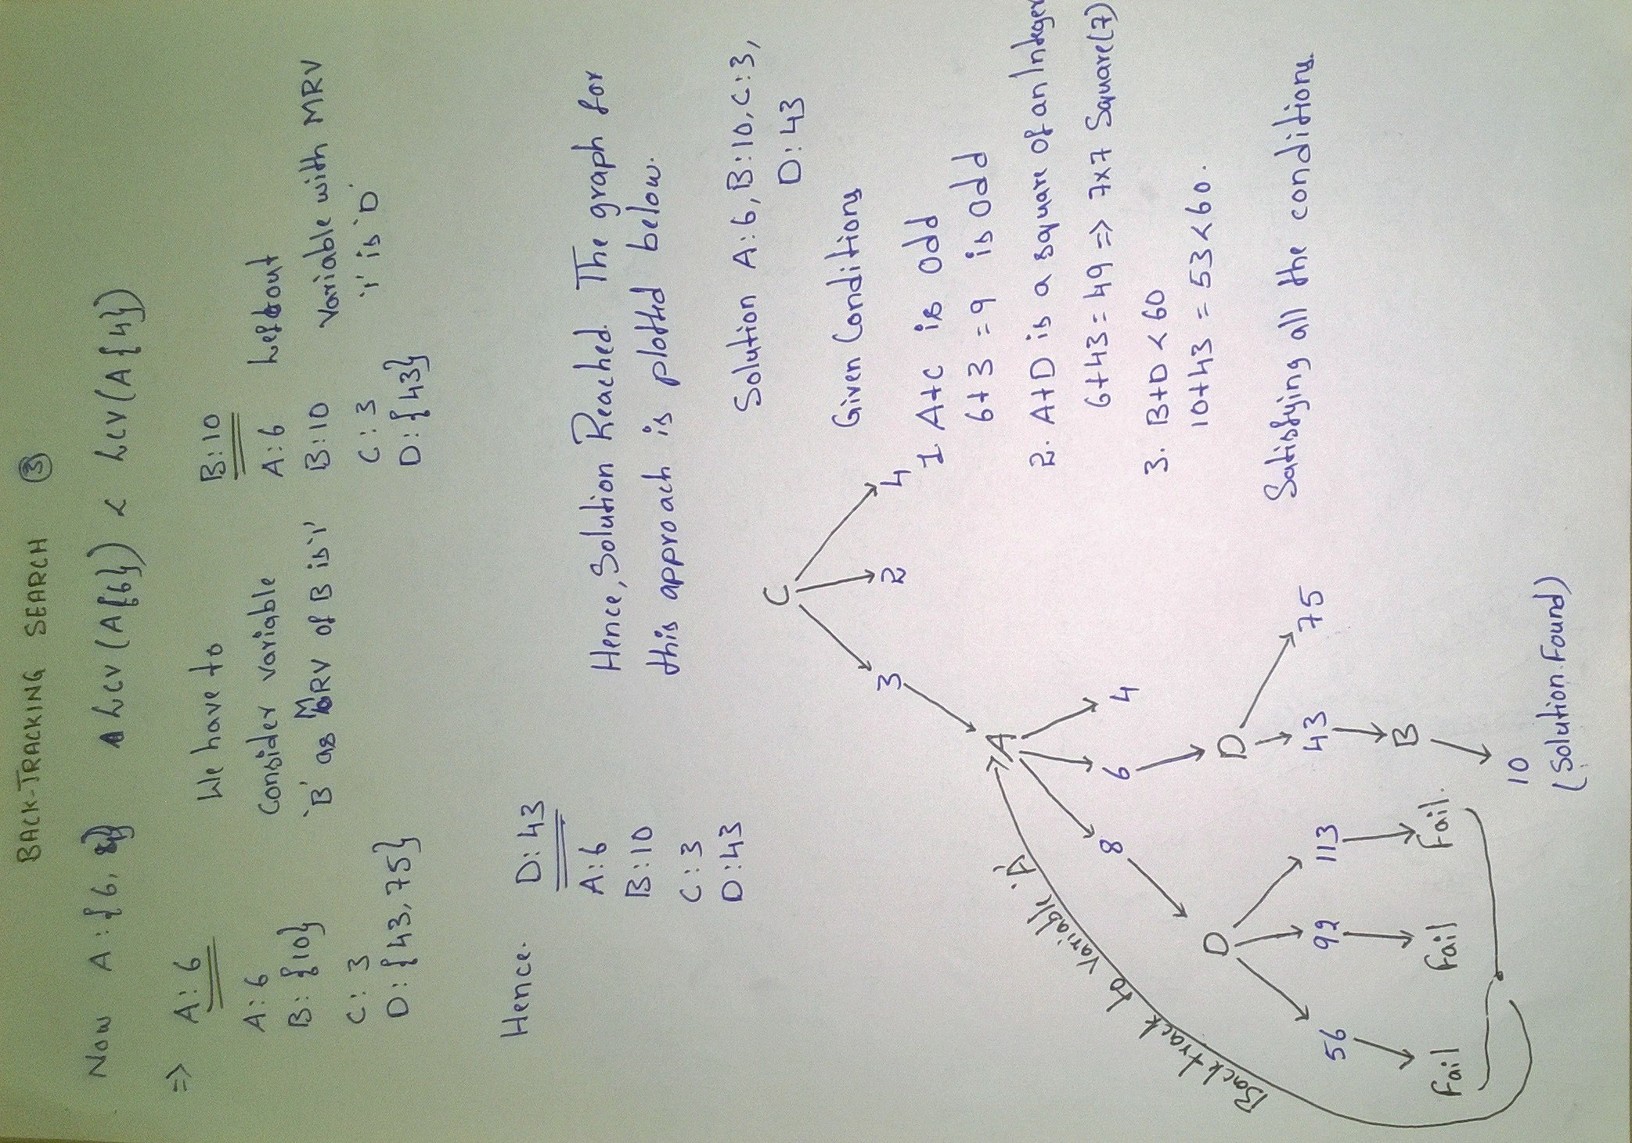 BACK-TRACKING SEARCH ③
Now A:{6, 4} LCV(A{6}) < LCV(A{4})
⇒ A:6
A:6
B: {10}
C: 3
D: {43,75}
We have to
Consider variable
'B' as MRV of B is '1'
B:10
A:6
B:10
C:3
D:{43}
Leftout
Variable with MRV
'1' is 'D'
Hence.
D:43
A:6
B:10
C:3
D:43
Hence, Solution Reached. The graph for
this approach is plotted below.
Solution A:6, B:10, C:3,
D:43
C
3 2 4
A
8 6 4
D D
56 92 113 43 75
Fail Fail Fail. B
10
(Solution Found)
Backtrack to Variable 'A'
Given Conditions
1. A+C is odd
6+3 = 9 is odd
2. A+D is a square of an Integer
6+43 = 49 ⇒ 7x7 Square(7)
3. B+D < 60
10+43 = 53<60.
Satisfying all the conditions.